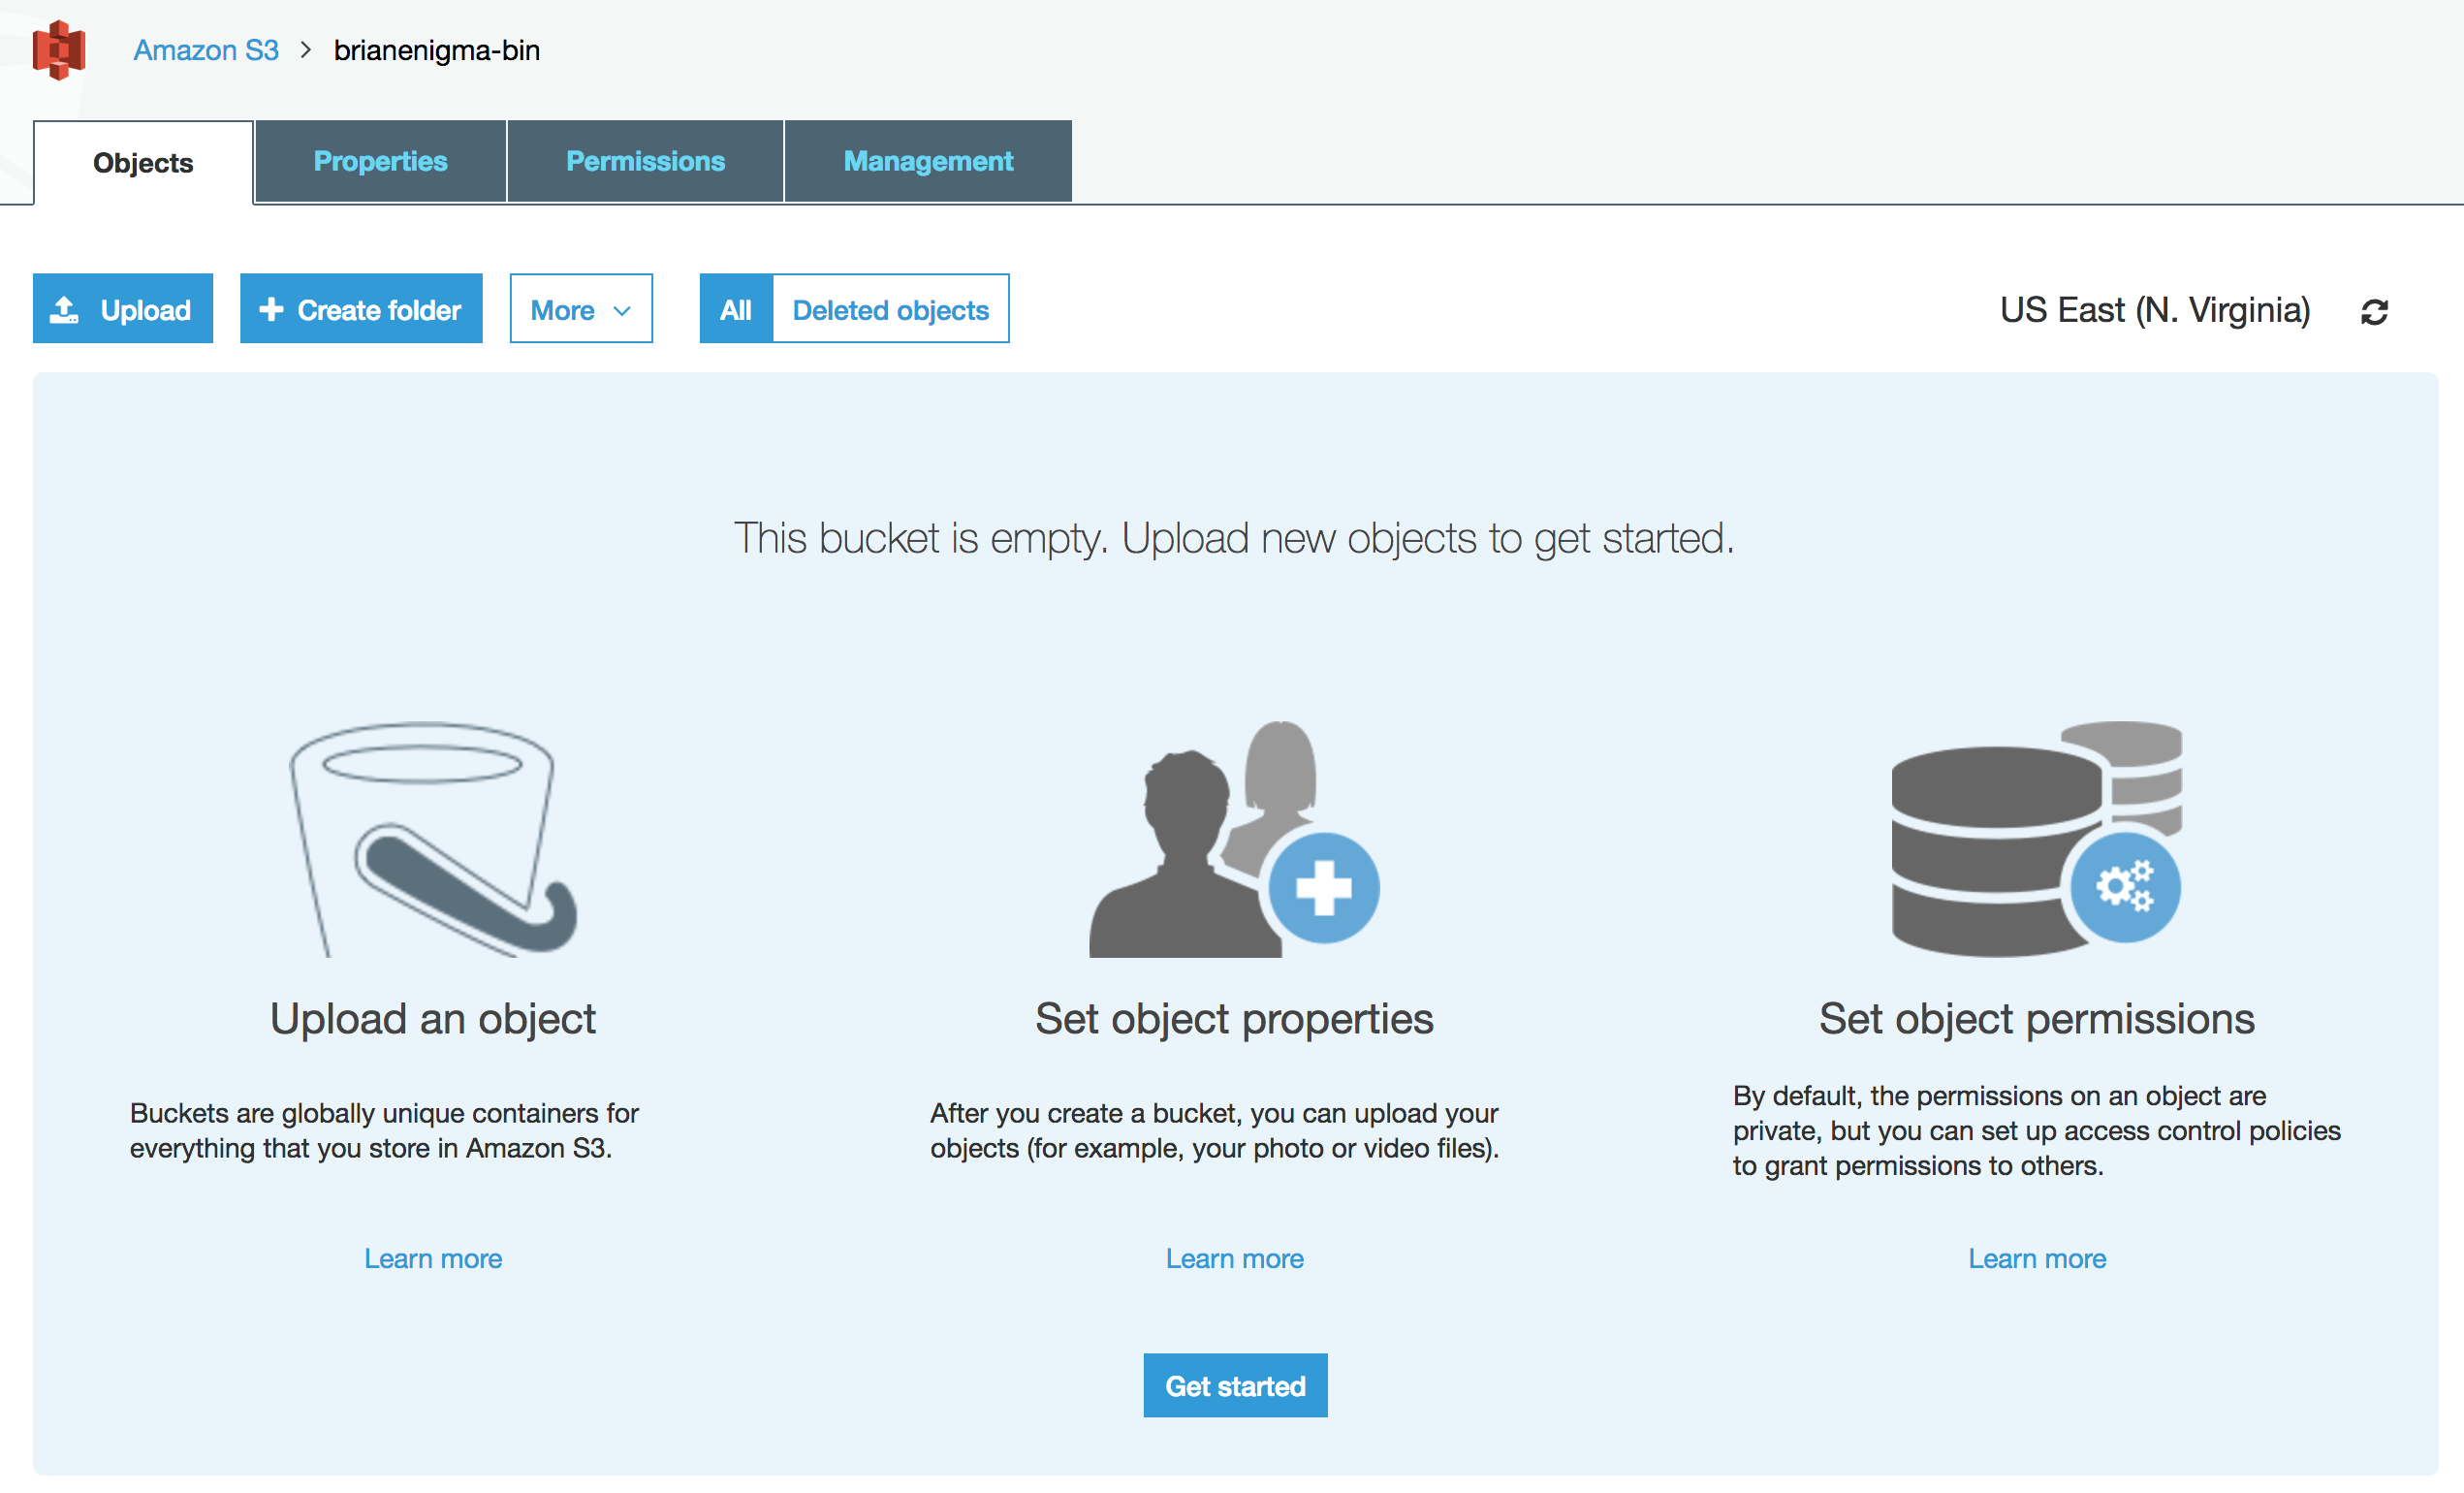 Amazon S3 > brianenigma-bin
Objects Properties Permissions Management
Upload Create folder More All Deleted objects US East (N. Virginia)
This bucket is empty. Upload new objects to get started.
Upload an object
Buckets are globally unique containers for
everything that you store in Amazon S3.
Learn more
Set object properties
After you create a bucket, you can upload your
objects (for example, your photo or video files).
Learn more
Set object permissions
By default, the permissions on an object are
private, but you can set up access control policies
to grant permissions to others.
Learn more
Get started